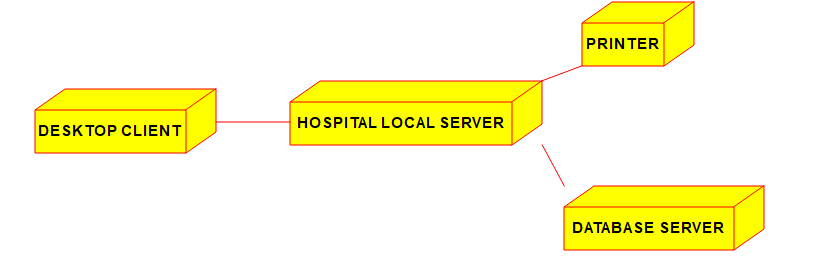 PRINTER
DESKTOP CLIENT
HOSPITAL LOCAL SERVER
DATABASE SERVER